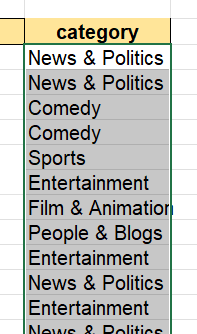 category
News & Politics
News & Politics
Comedy
Comedy
Sports
Entertainment
Film & Animation
People & Blogs
Entertainment
News & Politics
Entertainment
News & Politics